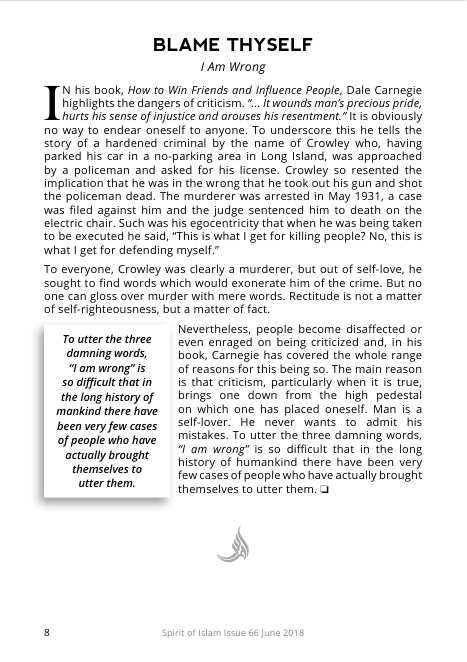 BLAME THYSELF
I Am Wrong
IN his book, How to Win Friends and Influence People, Dale Carnegie
highlights the dangers of criticism. “... It wounds man’s precious pride,
hurts his sense of injustice and arouses his resentment.” It is obviously
no way to endear oneself to anyone. To underscore this he tells the
story of a hardened criminal by the name of Crowley who, having
parked his car in a no-parking area in Long Island, was approached
by a policeman and asked for his license. Crowley so resented the
implication that he was in the wrong that he took out his gun and shot
the policeman dead. The murderer was arrested in May 1931, a case
was filed against him and the judge sentenced him to death on the
electric chair. Such was his egocentricity that when he was being taken
to be executed he said, “This is what I get for killing people? No, this is
what I get for defending myself.”
To everyone, Crowley was clearly a murderer, but out of self-love, he
sought to find words which would exonerate him of the crime. But no
one can gloss over murder with mere words. Rectitude is not a matter
of self-righteousness, but a matter of fact.
To utter the three
damning words,
“I am wrong” is
so difficult that in
the long history of
mankind there have
been very few cases
of people who have
actually brought
themselves to
utter them.
Nevertheless, people become disaffected or
even enraged on being criticized and, in his
book, Carnegie has covered the whole range
of reasons for this being so. The main reason
is that criticism, particularly when it is true,
brings one down from the high pedestal
on which one has placed oneself. Man is a
self-lover. He never wants to admit his
mistakes. To utter the three damning words,
“I am wrong” is so difficult that in the long
history of humankind there have been very
few cases of people who have actually brought
themselves to utter them. ❏
8
Spirit of Islam Issue 66 June 2018